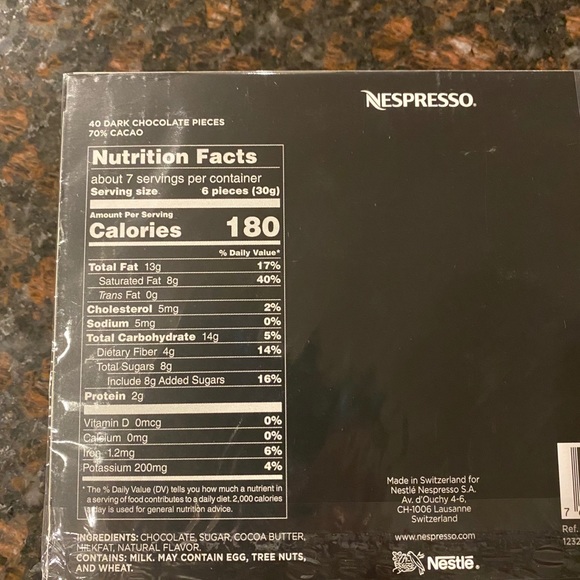 NESPRESSO.
40 DARK CHOCOLATE PIECES
70% CACAO
Nutrition Facts
about 7 servings per container
Serving size 6 pieces (30g)
Amount Per Serving
Calories 180
% Daily Value*
Total Fat 13g 17%
Saturated Fat 8g 40%
Trans Fat 0g
Cholesterol 5mg 2%
Sodium 5mg 0%
Total Carbohydrate 14g 5%
Dietary Fiber 4g 14%
Total Sugars 8g
Include 8g Added Sugars 16%
Protein 2g
Vitamin D 0mcg 0%
Calcium 0mg 0%
Iron 1.2mg 6%
Potassium 200mg 4%
* The % Daily Value (DV) tells you how much a nutrient in
a serving of food contributes to a daily diet. 2,000 calories
a day is used for general nutrition advice.
INGREDIENTS: CHOCOLATE, SUGAR, COCOA BUTTER,
MILKFAT, NATURAL FLAVOR.
CONTAINS: MILK. MAY CONTAIN EGG, TREE NUTS,
AND WHEAT.
Made in Switzerland for
Nestlé Nespresso S.A.
Av. d'Ouchy 4-6,
CH-1006 Lausanne
Switzerland
www.nespresso.com
Nestlé
7
Ref.
1232